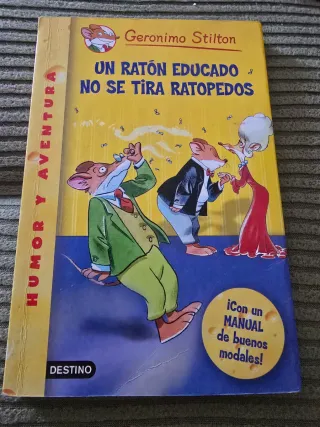 Geronimo Stilton
UN RATÓN EDUCADO
NO SE TIRA RATOPEDOS
HUMOR Y AVENTURA
¡Con un
MANUAL
de buenos
modales!
DESTINO